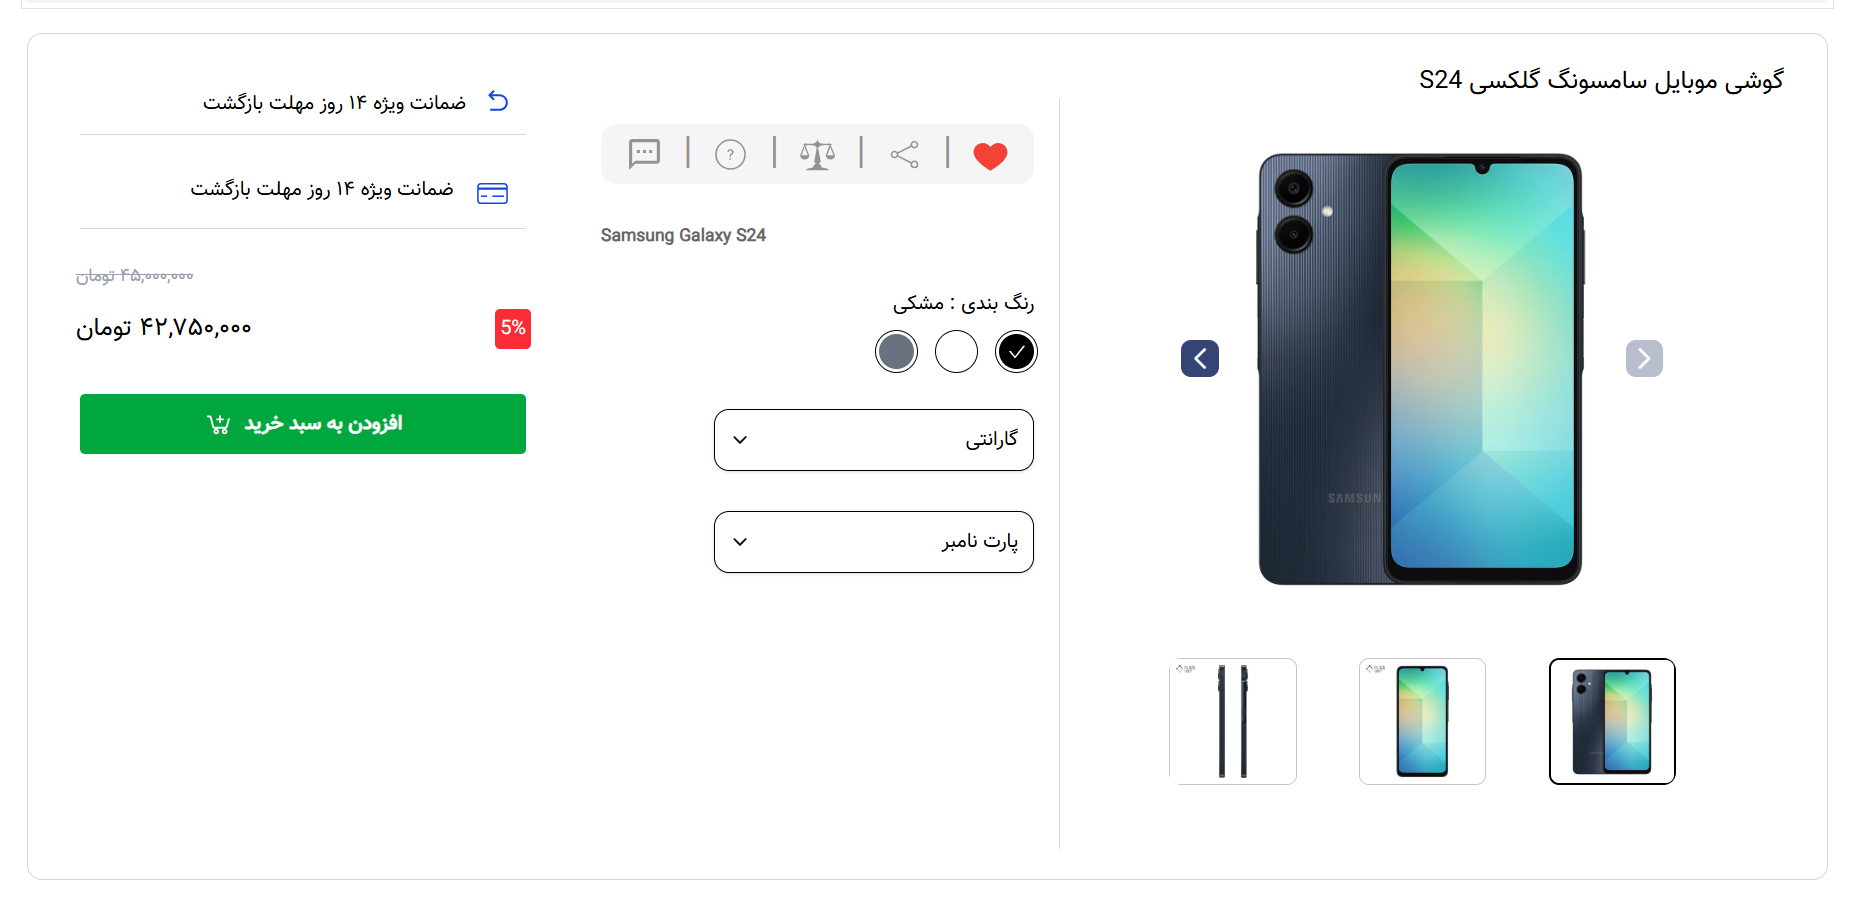 گوشی موبایل سامسونگ گلکسی S24
SAMSUN
Samsung Galaxy S24
رنگ بندی : مشکی
گارانتی
پارت نامبر
ضمانت ویژه ۱۴ روز مهلت بازگشت
ضمانت ویژه ۱۴ روز مهلت بازگشت
۴۵,۰۰۰,۰۰۰ تومان
5%
۴۲,۷۵۰,۰۰۰ تومان
افزودن به سبد خرید